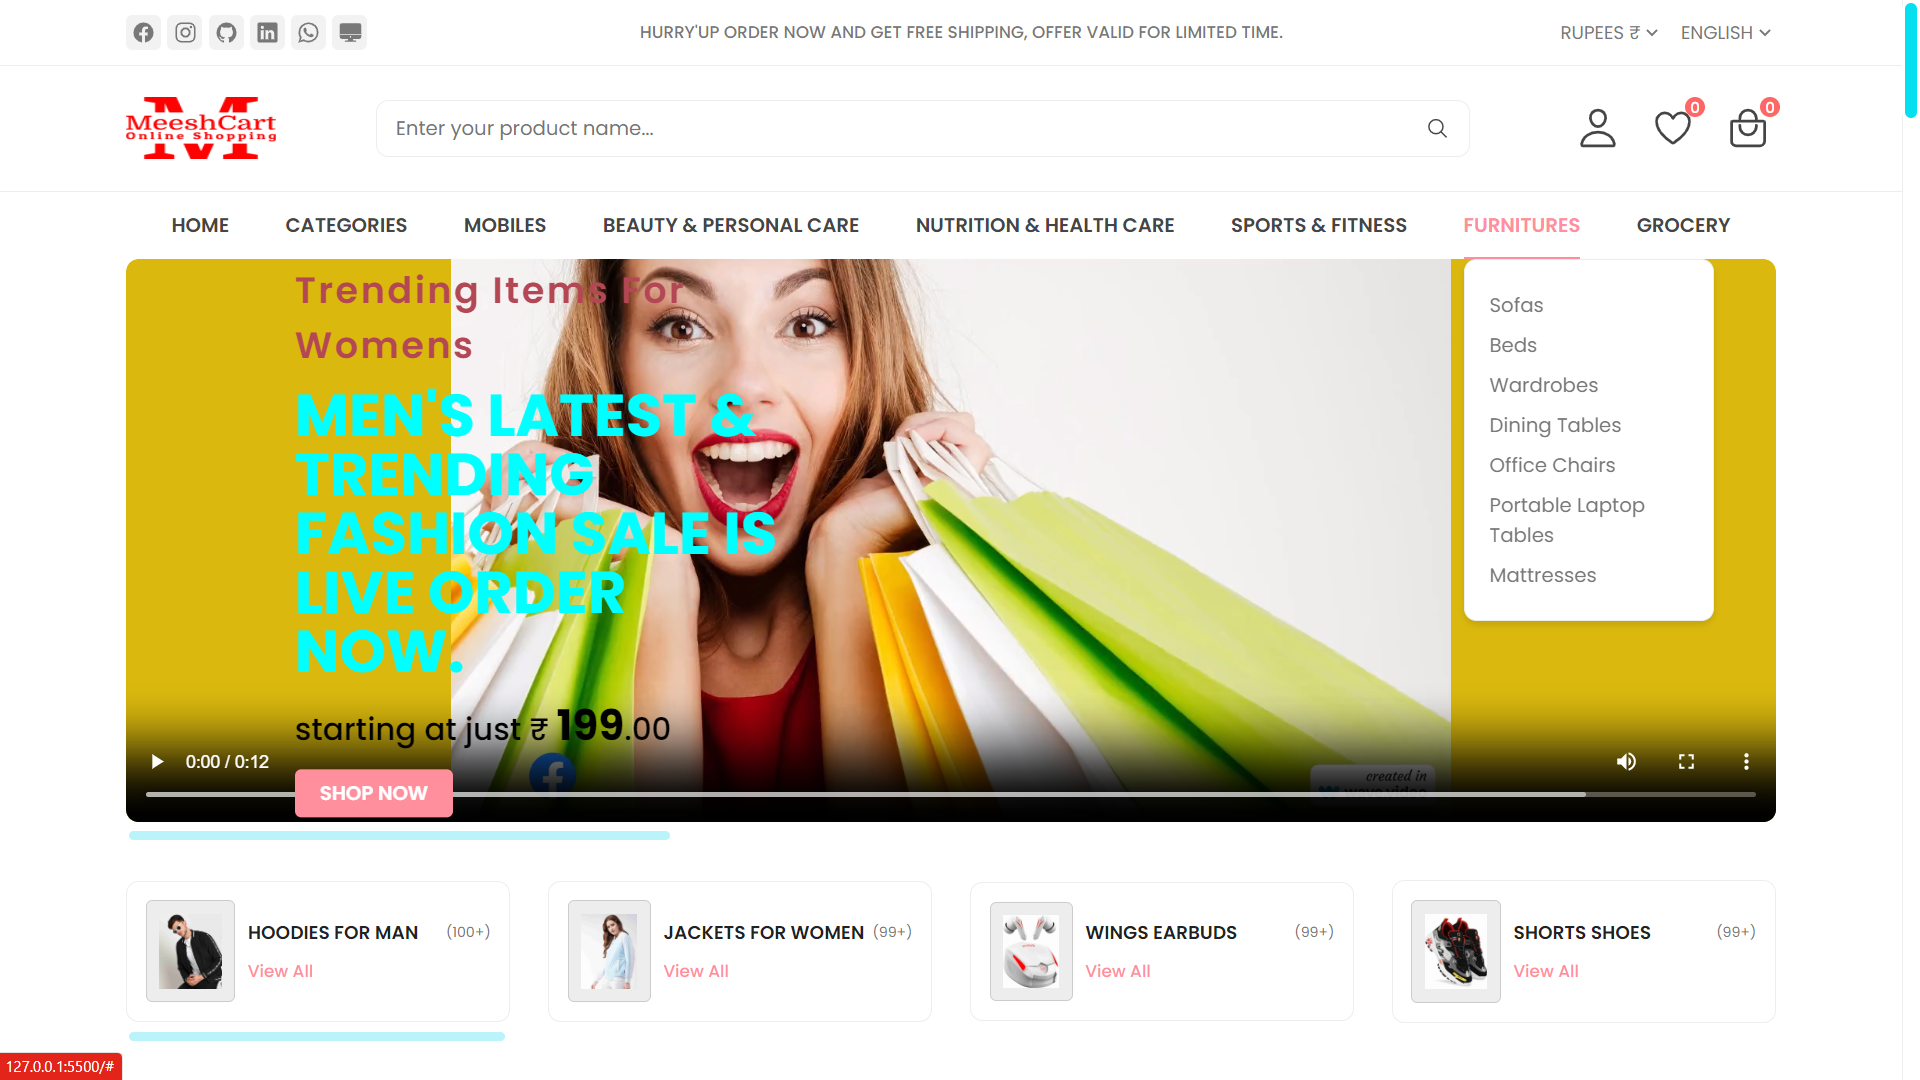 HURRY'UP ORDER NOW AND GET FREE SHIPPING, OFFER VALID FOR LIMITED TIME.
RUPEES ₹
ENGLISH
MeeshCart
Online Shopping
Enter your product name...
0
0
HOME
CATEGORIES
MOBILES
BEAUTY & PERSONAL CARE
NUTRITION & HEALTH CARE
SPORTS & FITNESS
FURNITURES
GROCERY
Sofas
Beds
Wardrobes
Dining Tables
Office Chairs
Portable Laptop
Tables
Mattresses
Trending Items For
Womens
MEN'S LATEST &
TRENDING
FASHION SALE IS
LIVE ORDER
NOW.
starting at just ₹ 199.00
0:00 / 0:12
SHOP NOW
created in
wave.video
HOODIES FOR MAN
(100+)
View All
JACKETS FOR WOMEN
(99+)
View All
WINGS EARBUDS
(99+)
View All
SHORTS SHOES
(99+)
View All
127.0.0.1:5500/#